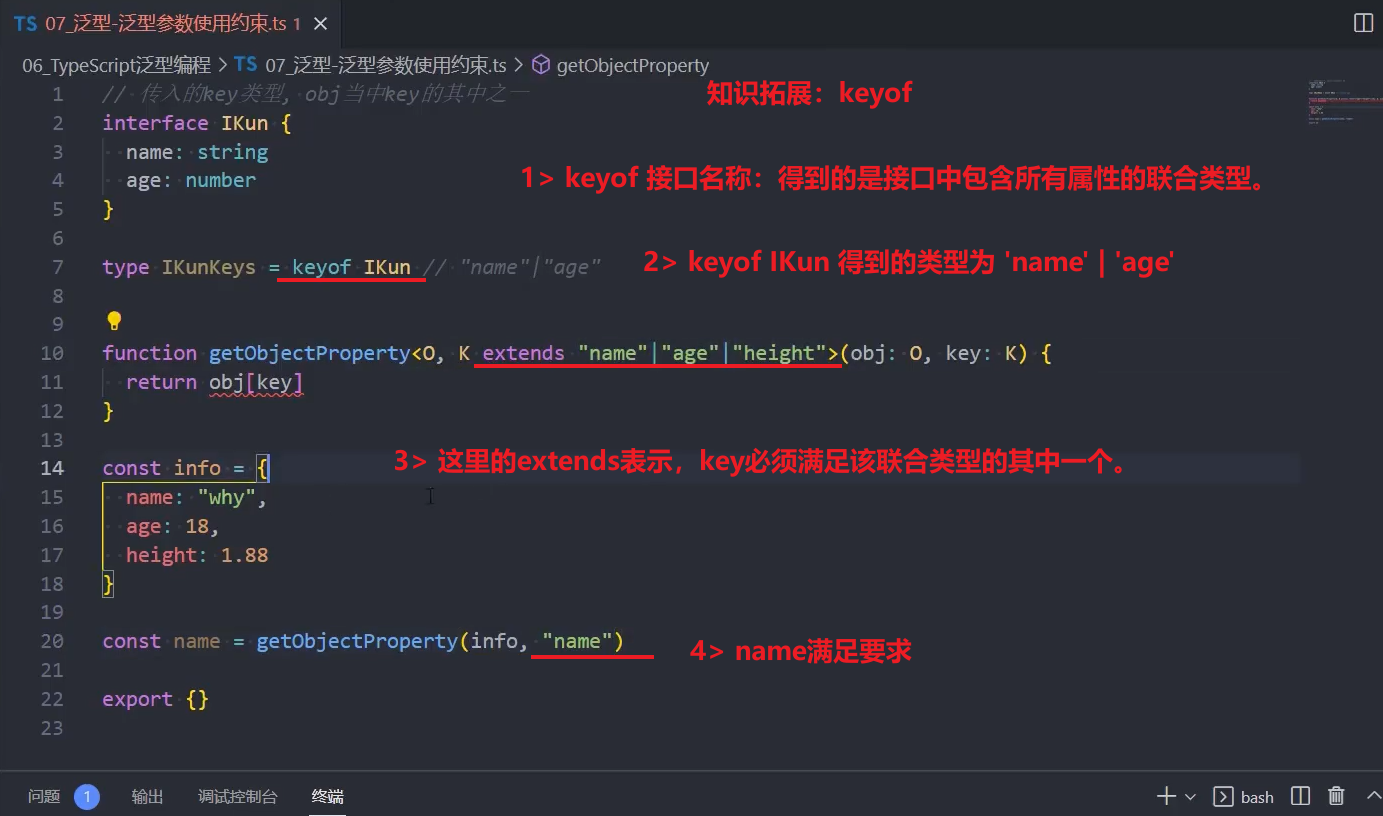 TS 07_泛型-泛型参数使用约束.ts 1
06_TypeScript泛型编程 > TS 07_泛型-泛型参数使用约束.ts > getObjectProperty
知识拓展：keyof
1 // 传入的key类型, obj当中key的其中之一
2 interface IKun {
3 name: string
1> keyof 接口名称：得到的是接口中包含所有属性的联合类型。
4 age: number
5 }
6
7 type IKunKeys = keyof IKun // "name"|"age"
2> keyof IKun 得到的类型为 'name' | 'age'
8
9
10 function getObjectProperty<O, K extends "name"|"age"|"height">(obj: O, key: K) {
11 return obj[key]
12 }
13
14 const info = {
3> 这里的extends表示，key必须满足该联合类型的其中一个。
15 name: "why",
16 age: 18,
17 height: 1.88
18 }
19
20 const name = getObjectProperty(info, "name")
4> name满足要求
21
22 export {}
23
问题 1 输出 调试控制台 终端 bash